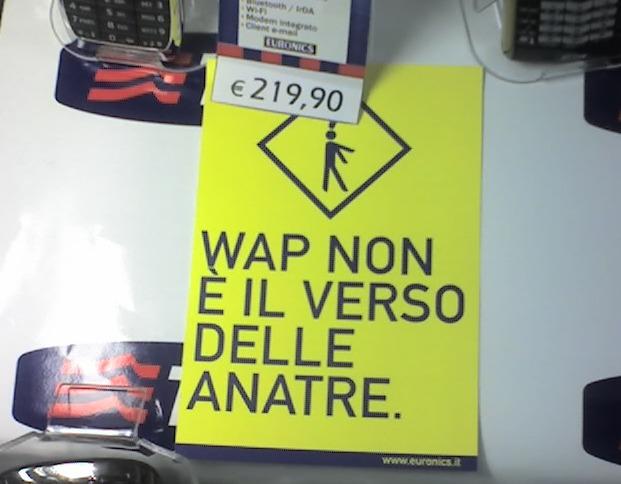 • Bluetooth / IrDA
• Wi-Fi
• Modem integrato
• Client e-mail
EURONICS
€219,90
WAP NON
È IL VERSO
DELLE
ANATRE.
www.euronics.it